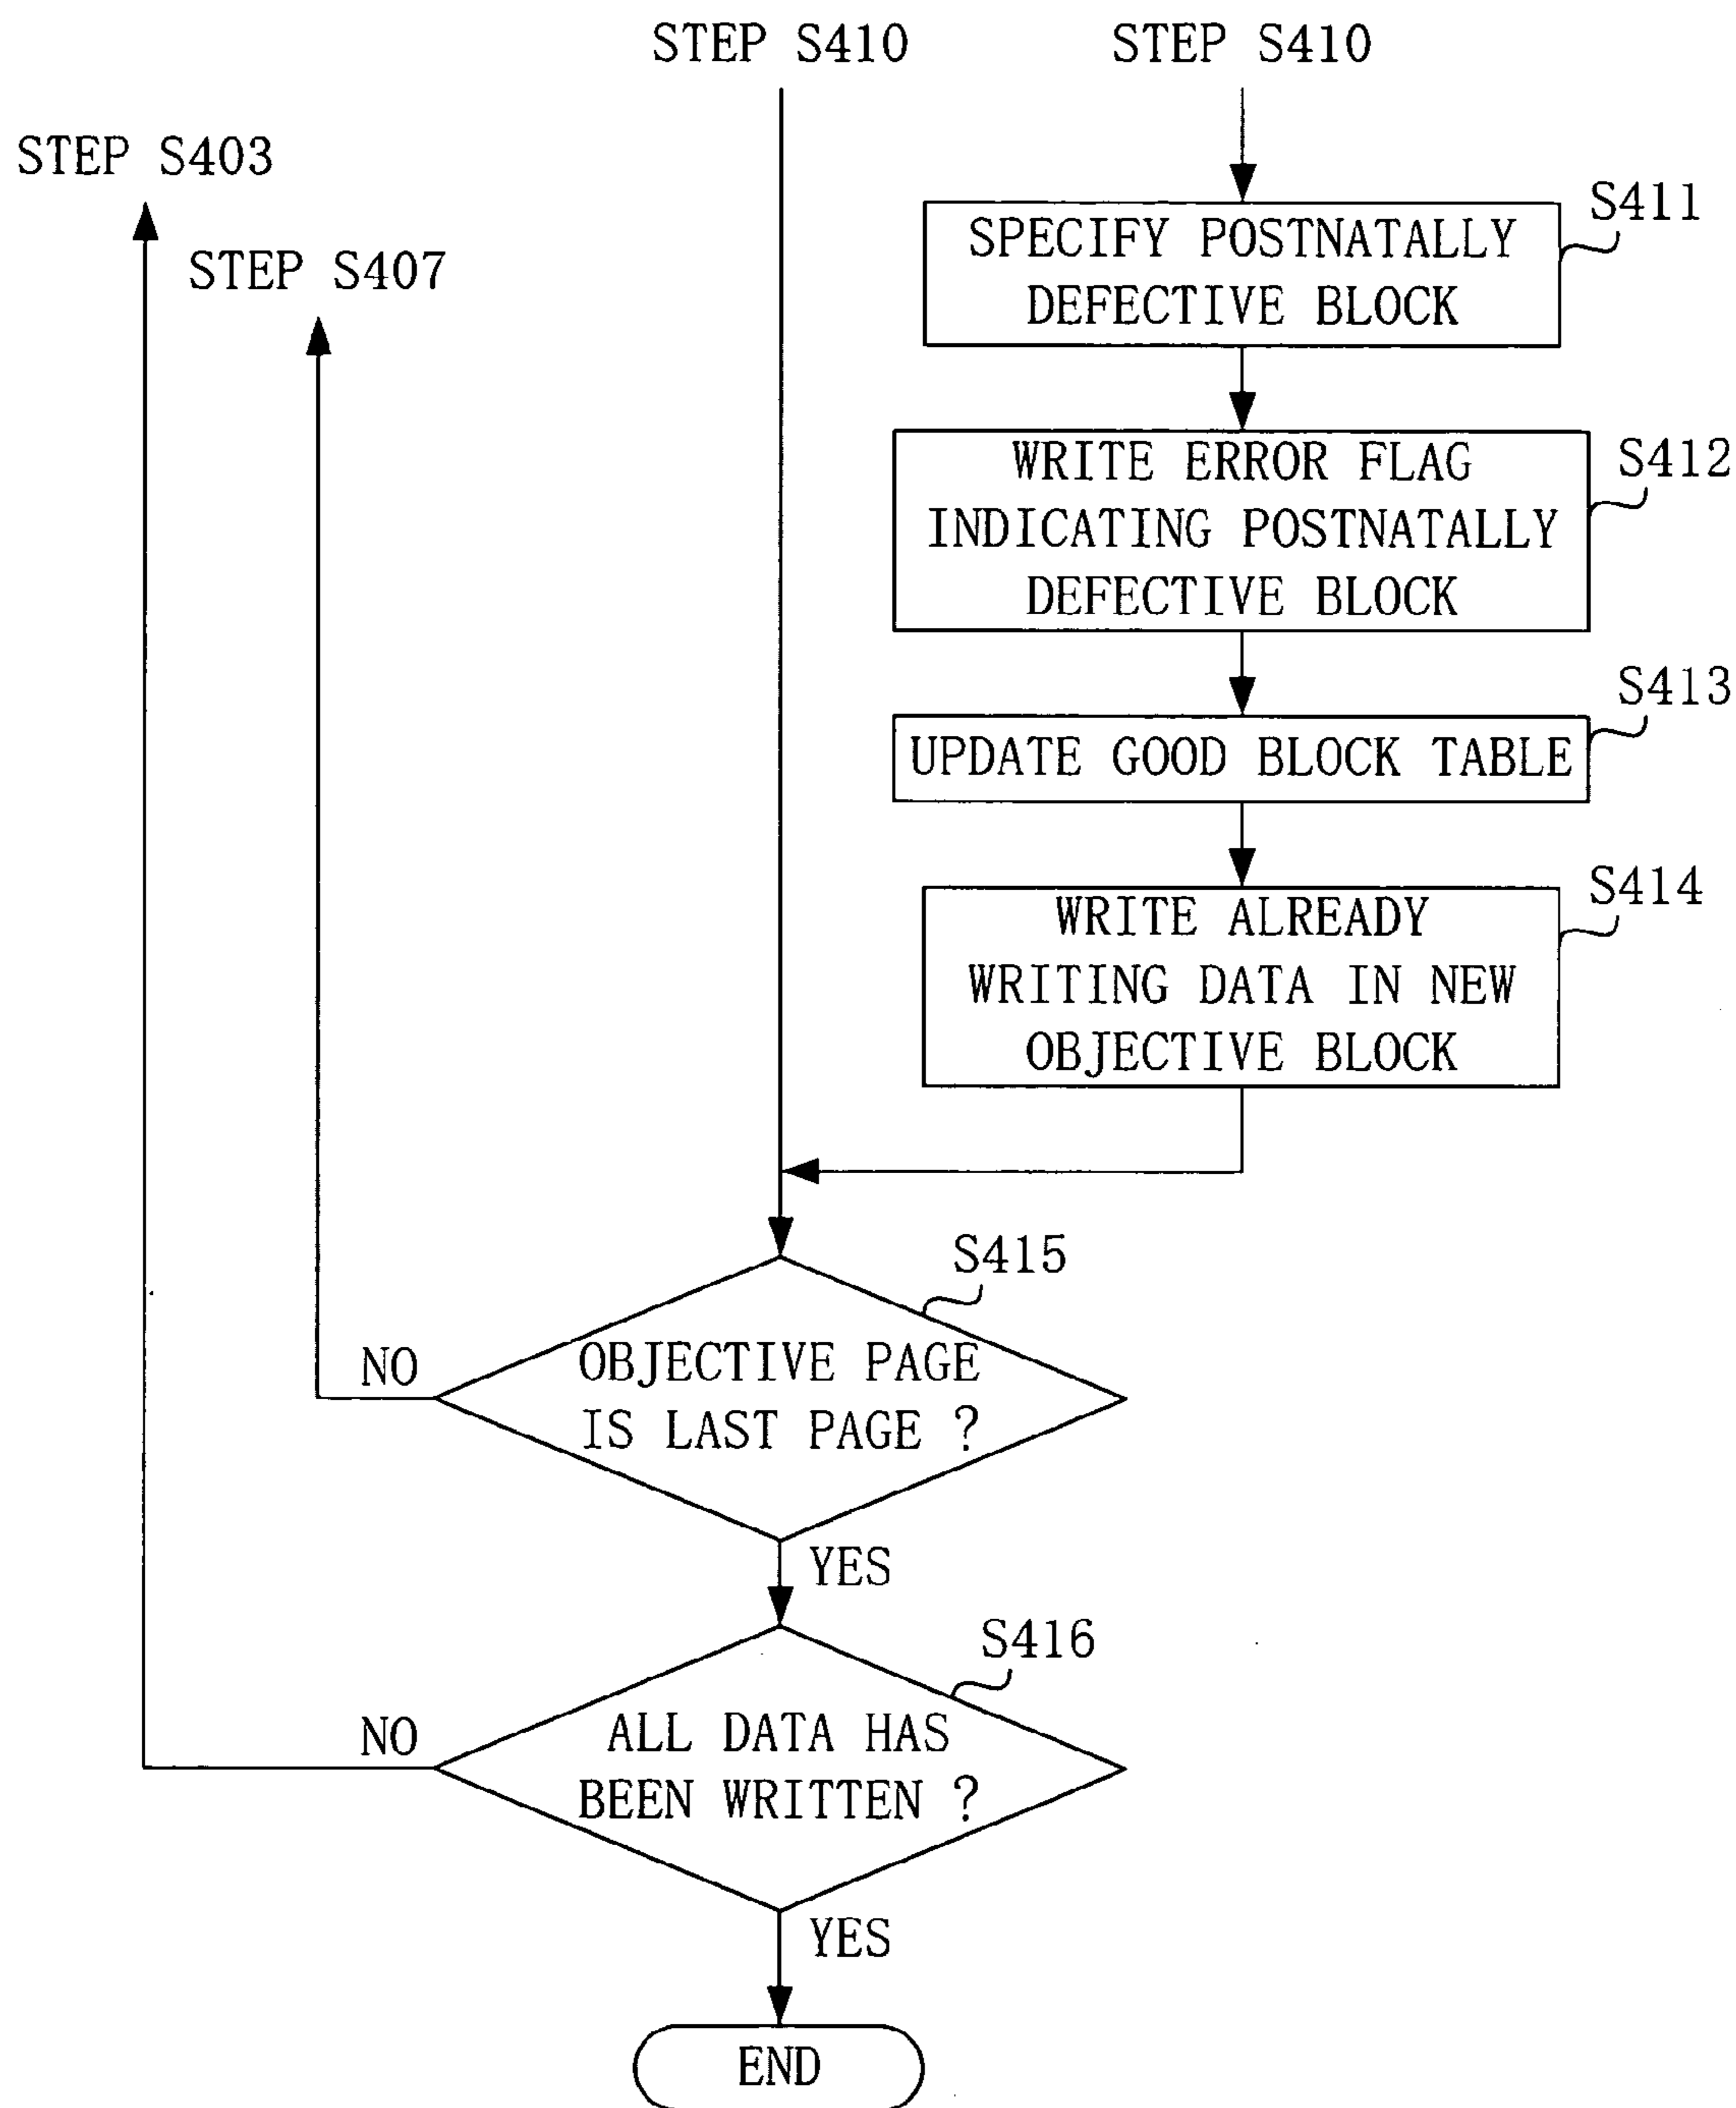 STEP S410
STEP S410
STEP S403
S411
SPECIFY POSTNATALLY
DEFECTIVE BLOCK
STEP S407
S412
WRITE ERROR FLAG
INDICATING POSTNATALLY
DEFECTIVE BLOCK
S413
UPDATE GOOD BLOCK TABLE
S414
WRITE ALREADY
WRITING DATA IN NEW
OBJECTIVE BLOCK
S415
NO
OBJECTIVE PAGE
IS LAST PAGE ?
YES
S416
NO
ALL DATA HAS
BEEN WRITTEN ?
YES
END